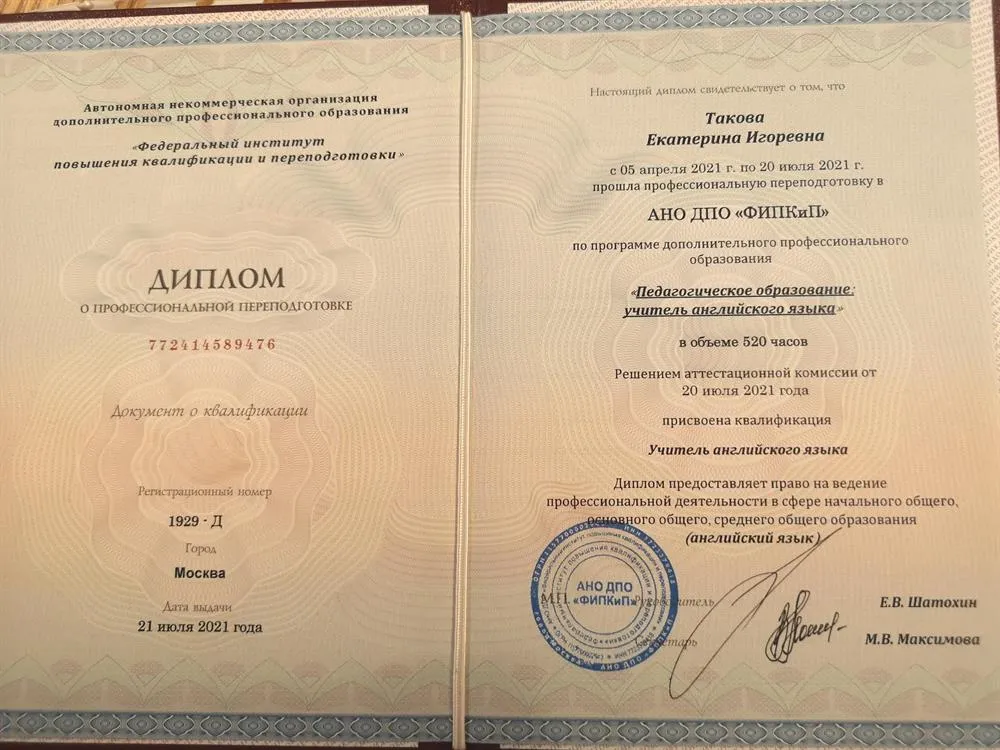 Автономная некоммерческая организация
дополнительного профессионального образования
«Федеральный институт
повышения квалификации и переподготовки»
ДИПЛОМ
О ПРОФЕССИОНАЛЬНОЙ ПЕРЕПОДГОТОВКЕ
772414589476
Документ о квалификации
Регистрационный номер
1929 - Д
Город
Москва
Дата выдачи
21 июля 2021 года
Настоящий диплом свидетельствует о том, что
Такова
Екатерина Игоревна
с 05 апреля 2021 г. по 20 июля 2021 г.
прошла профессиональную переподготовку в
АНО ДПО «ФИПКиП»
по программе дополнительного профессионального
образования
«Педагогическое образование:
учитель английского языка»
в объеме 520 часов
Решением аттестационной комиссии от
20 июля 2021 года
присвоена квалификация
Учитель английского языка
Диплом предоставляет право на ведение
профессиональной деятельности в сфере начального общего,
основного общего, среднего общего образования
(английский язык)
АНО ДПО
«ФИПКиП»
М.П.
Руководитель
Е.В. Шатохин
Секретарь
М.В. Максимова